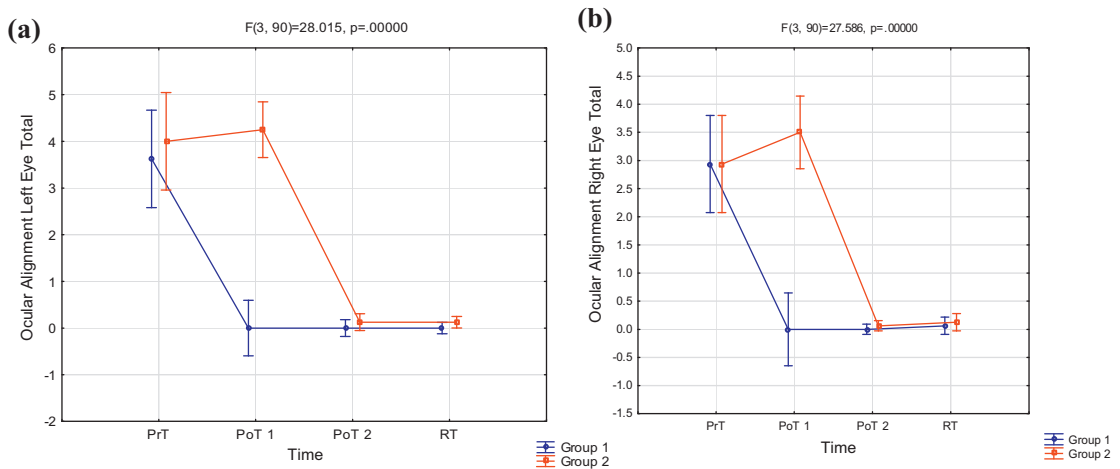 (a)
F(3, 90)=28.015, p=.00000
6
5
4
3
2
1
0
-1
-2
Ocular Alignment Left Eye Total
PrT PoT 1 PoT 2 RT
Time
Group 1
Group 2
(b)
F(3, 90)=27.586, p=.00000
5.0
4.5
4.0
3.5
3.0
2.5
2.0
1.5
1.0
0.5
0.0
-0.5
-1.0
-1.5
Ocular Alignment Right Eye Total
PrT PoT 1 PoT 2 RT
Time
Group 1
Group 2